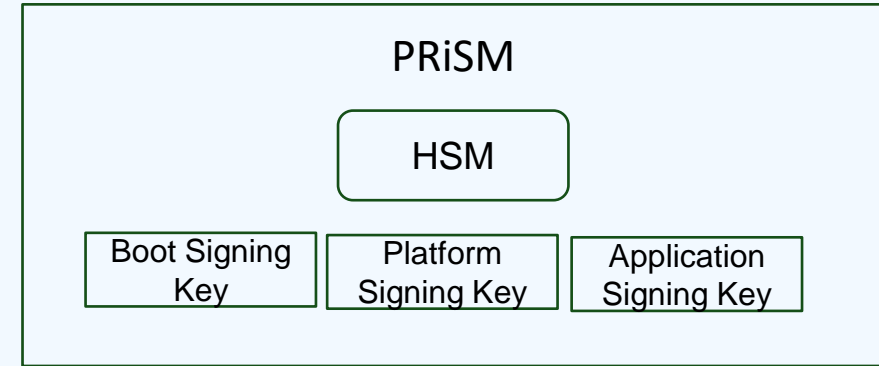 PRiSM
HSM
Boot Signing
Key
Platform
Signing Key
Application
Signing Key